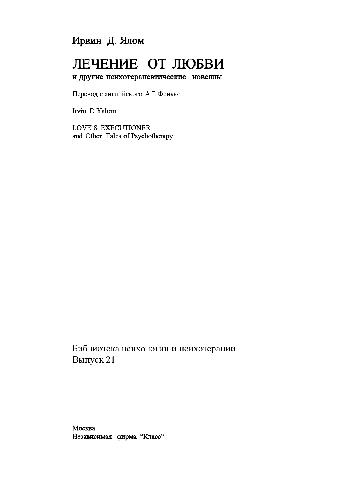 Ирвин Д. Ялом
ЛЕЧЕНИЕ ОТ ЛЮБВИ
и другие психотерапевтические новеллы
Перевод с английского А.Б. Фенько
Irvin D. Yalom
LOVE'S EXECUTIONER
and Other Tales of Psychotherapy
Библиотека психологии и психотерапии
Выпуск 21
Москва
Независимая фирма "Класс"